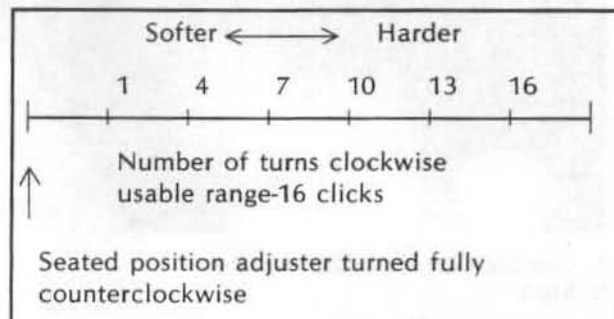 Softer Harder
1 4 7 10 13 16
Number of turns clockwise
usable range-16 clicks
Seated position adjuster turned fully
counterclockwise